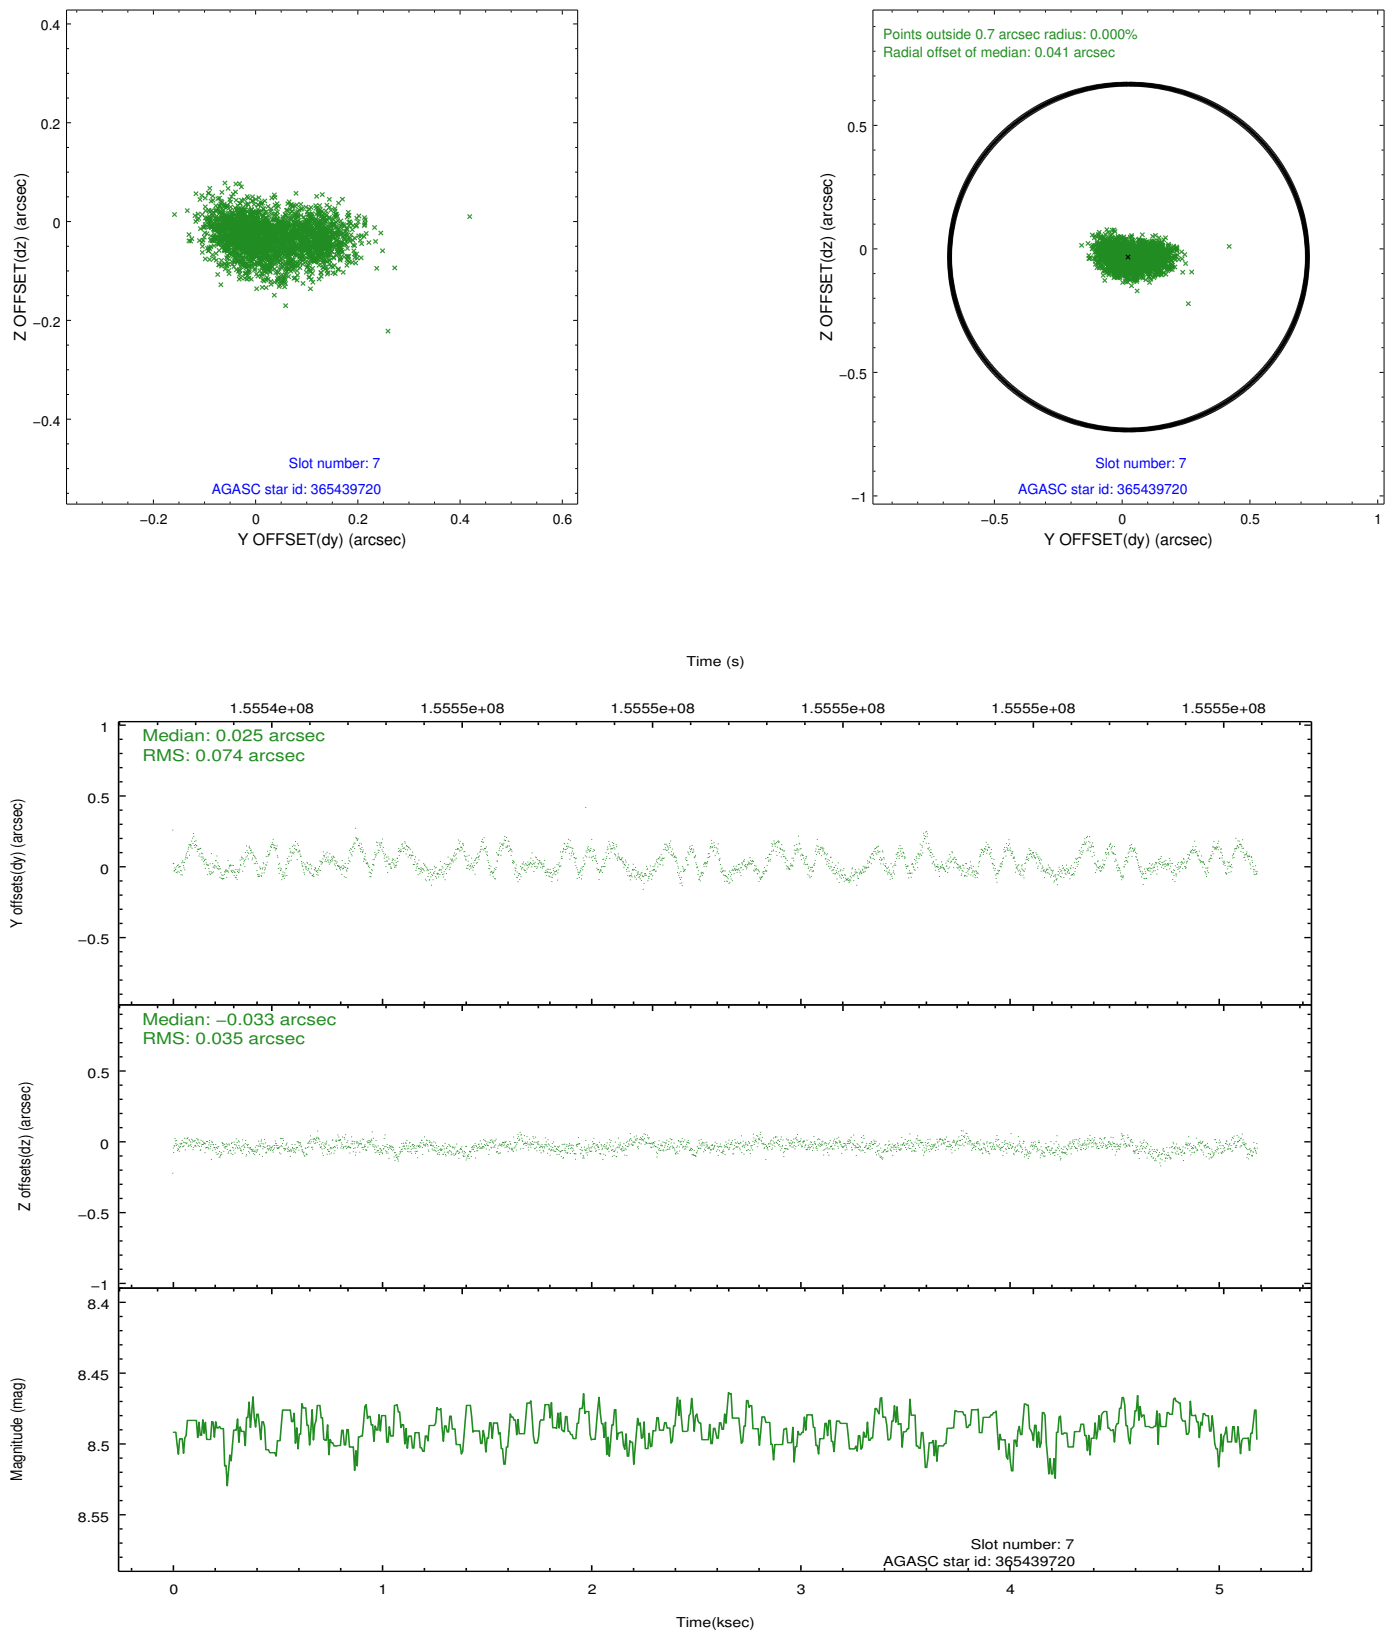 0.4
0.2
0
−0.2
−0.4
Z OFFSET(dz) (arcsec)
Slot number: 7
AGASC star id: 365439720
−0.2 0 0.2 0.4 0.6
Y OFFSET(dy) (arcsec)
Points outside 0.7 arcsec radius: 0.000%
Radial offset of median: 0.041 arcsec
0.5
0
−0.5
−1
Z OFFSET(dz) (arcsec)
Slot number: 7
AGASC star id: 365439720
−0.5 0 0.5 1
Y OFFSET(dy) (arcsec)
Time (s)
1.5554e+08 1.5555e+08 1.5555e+08 1.5555e+08 1.5555e+08 1.5555e+08
Median: 0.025 arcsec
RMS: 0.074 arcsec
1
0.5
0
−0.5
Y offsets(dy) (arcsec)
Median: −0.033 arcsec
RMS: 0.035 arcsec
0.5
0
−0.5
−1
Z offsets(dz) (arcsec)
8.4
8.45
8.5
8.55
Magnitude (mag)
Slot number: 7
AGASC star id: 365439720
0 1 2 3 4 5
Time(ksec)